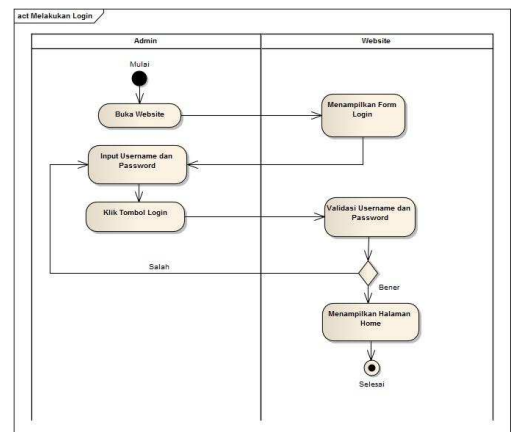 act Melakukan Login
Admin
Website
Mulai
Buka Website
Menampilkan Form
Login
Input Username dan
Password
Klik Tombol Login
Validasi Username dan
Password
Salah
Bener
Menampilkan Halaman
Home
Selesai